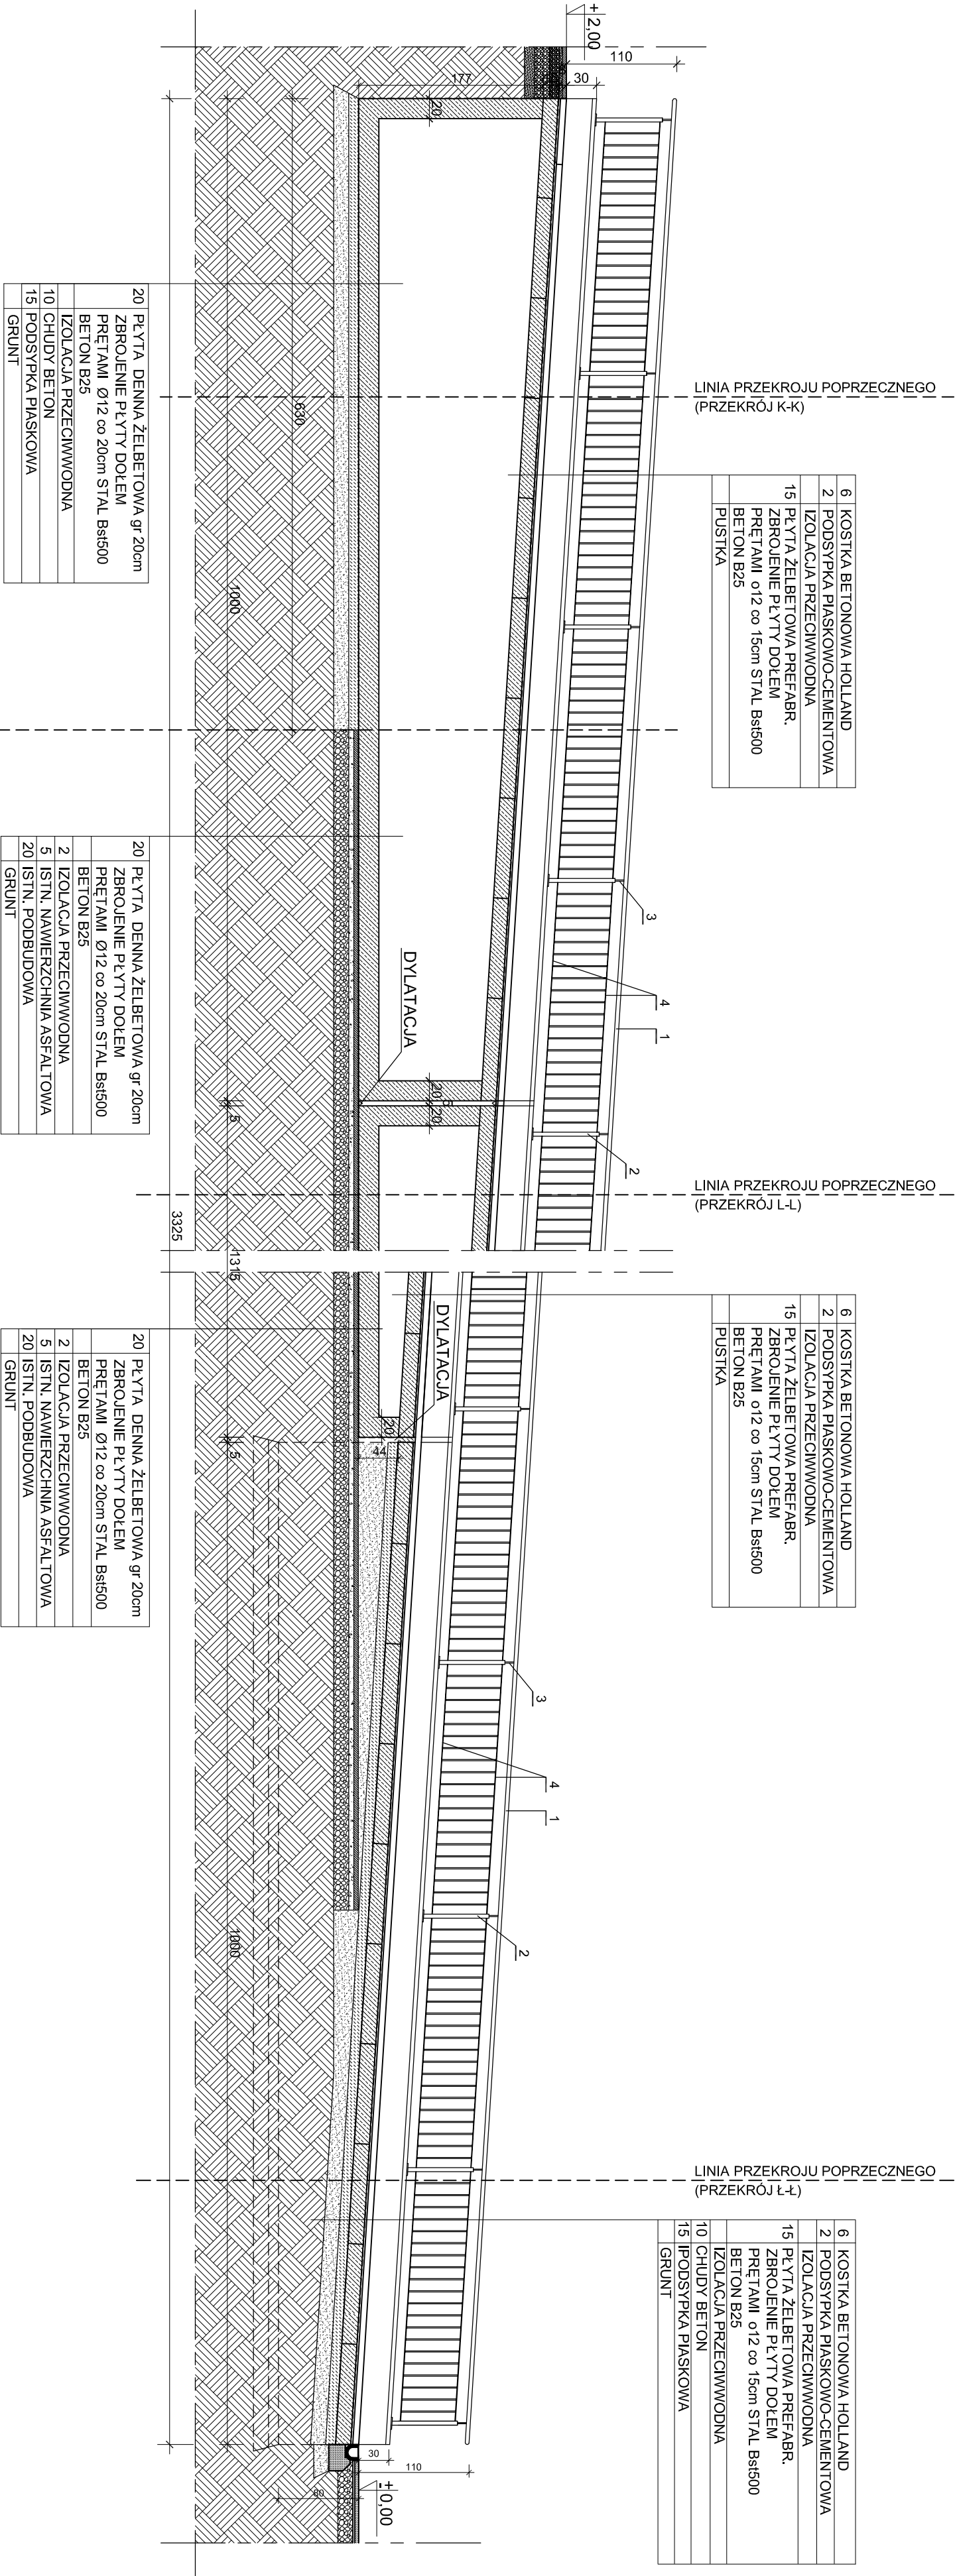 + 2,00
110
30
177
20
630
1000
LINIA PRZEKROJU POPRZECZNEGO
(PRZEKRÓJ K-K)
6 KOSTKA BETONOWA HOLLAND
2 PODSYPKA PIASKOWO-CEMENTOWA
IZOLACJA PRZECIWWODNA
15 PŁYTA ŻELBETOWA PREFABR.
ZBROJENIE PŁYTY DOŁEM
PRĘTAMI o12 co 15cm STAL Bst500
BETON B25
PUSTKA
20 PŁYTA DENNA ŻELBETOWA gr 20cm
ZBROJENIE PŁYTY DOŁEM
PRĘTAMI Ø12 co 20cm STAL Bst500
BETON B25
IZOLACJA PRZECIWWODNA
10 CHUDY BETON
15 PODSYPKA PIASKOWA
GRUNT
3
4
1
2
DYLATACJA
20
5
20
5
20 PŁYTA DENNA ŻELBETOWA gr 20cm
ZBROJENIE PŁYTY DOŁEM
PRĘTAMI Ø12 co 20cm STAL Bst500
BETON B25
2 IZOLACJA PRZECIWWODNA
5 ISTN. NAWIERZCHNIA ASFALTOWA
20 ISTN. PODBUDOWA
GRUNT
LINIA PRZEKROJU POPRZECZNEGO
(PRZEKRÓJ L-L)
3325
1315
6 KOSTKA BETONOWA HOLLAND
2 PODSYPKA PIASKOWO-CEMENTOWA
IZOLACJA PRZECIWWODNA
15 PŁYTA ŻELBETOWA PREFABR.
ZBROJENIE PŁYTY DOŁEM
PRĘTAMI o12 co 15cm STAL Bst500
BETON B25
PUSTKA
DYLATACJA
20
44
5
20 PŁYTA DENNA ŻELBETOWA gr 20cm
ZBROJENIE PŁYTY DOŁEM
PRĘTAMI Ø12 co 20cm STAL Bst500
BETON B25
2 IZOLACJA PRZECIWWODNA
5 ISTN. NAWIERZCHNIA ASFALTOWA
20 ISTN. PODBUDOWA
GRUNT
3
4
1
2
1000
LINIA PRZEKROJU POPRZECZNEGO
(PRZEKRÓJ Ł-Ł)
6 KOSTKA BETONOWA HOLLAND
2 PODSYPKA PIASKOWO-CEMENTOWA
IZOLACJA PRZECIWWODNA
15 PŁYTA ŻELBETOWA PREFABR.
ZBROJENIE PŁYTY DOŁEM
PRĘTAMI o12 co 15cm STAL Bst500
BETON B25
IZOLACJA PRZECIWWODNA
10 CHUDY BETON
15 IPODSYPKA PIASKOWA
GRUNT
30
110
80
±0,00